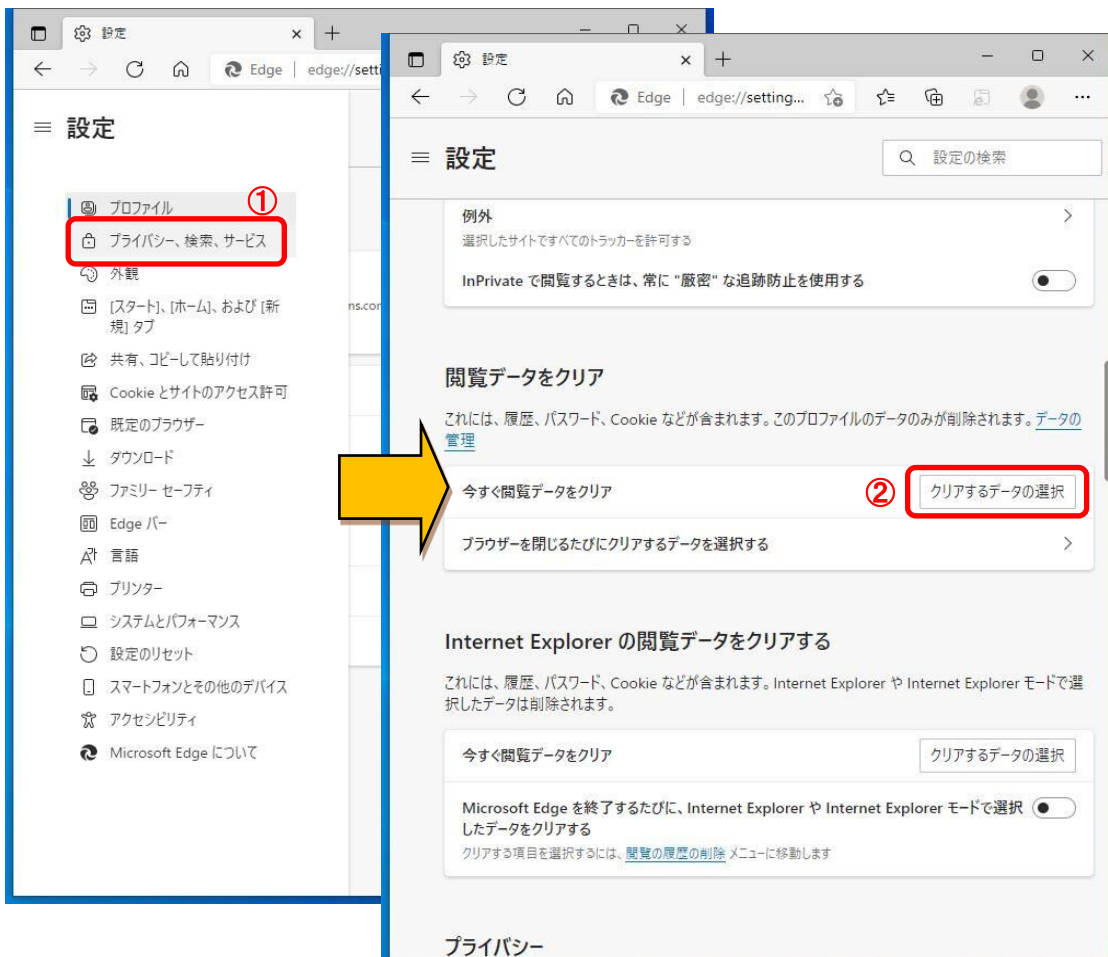 設定
Edge
edge://setti
設定
①
プロファイル
プライバシー、検索、サービス
外観
[スタート]、[ホーム]、および [新
規] タブ
共有、コピーして貼り付け
Cookie とサイトのアクセス許可
既定のブラウザー
ダウンロード
ファミリー セーフティ
Edge バー
言語
プリンター
システムとパフォーマンス
設定のリセット
スマートフォンとその他のデバイス
アクセシビリティ
Microsoft Edge について
ns.cor
設定
Edge
edge://setting...
設定
設定の検索
例外
選択したサイトですべてのトラッカーを許可する
InPrivate で閲覧するときは、常に "厳密" な追跡防止を使用する
閲覧データをクリア
これには、履歴、パスワード、Cookie などが含まれます。このプロファイルのデータのみが削除されます。データの
管理
今すぐ閲覧データをクリア
②
クリアするデータの選択
ブラウザーを閉じるたびにクリアするデータを選択する
Internet Explorer の閲覧データをクリアする
これには、履歴、パスワード、Cookie などが含まれます。Internet Explorer や Internet Explorer モードで選
択したデータは削除されます。
今すぐ閲覧データをクリア
クリアするデータの選択
Microsoft Edge を終了するたびに、Internet Explorer や Internet Explorer モードで選択
したデータをクリアする
クリアする項目を選択するには、閲覧の履歴の削除 メニューに移動します
プライバシー